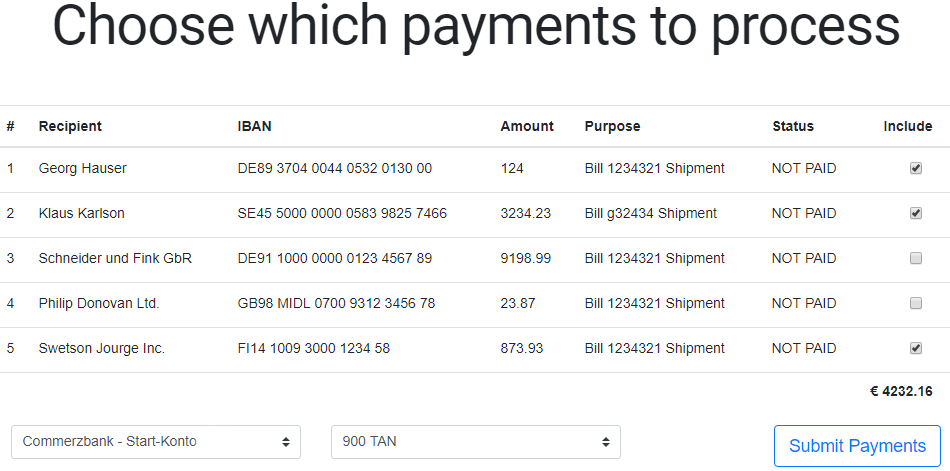 Choose which payments to process
# Recipient IBAN Amount Purpose Status Include
1 Georg Hauser DE89 3704 0044 0532 0130 00 124 Bill 1234321 Shipment NOT PAID
2 Klaus Karlson SE45 5000 0000 0583 9825 7466 3234.23 Bill g32434 Shipment NOT PAID
3 Schneider und Fink GbR DE91 1000 0000 0123 4567 89 9198.99 Bill 1234321 Shipment NOT PAID
4 Philip Donovan Ltd. GB98 MIDL 0700 9312 3456 78 23.87 Bill 1234321 Shipment NOT PAID
5 Swetson Jourge Inc. FI14 1009 3000 1234 58 873.93 Bill 1234321 Shipment NOT PAID
€ 4232.16
Commerzbank - Start-Konto 900 TAN Submit Payments